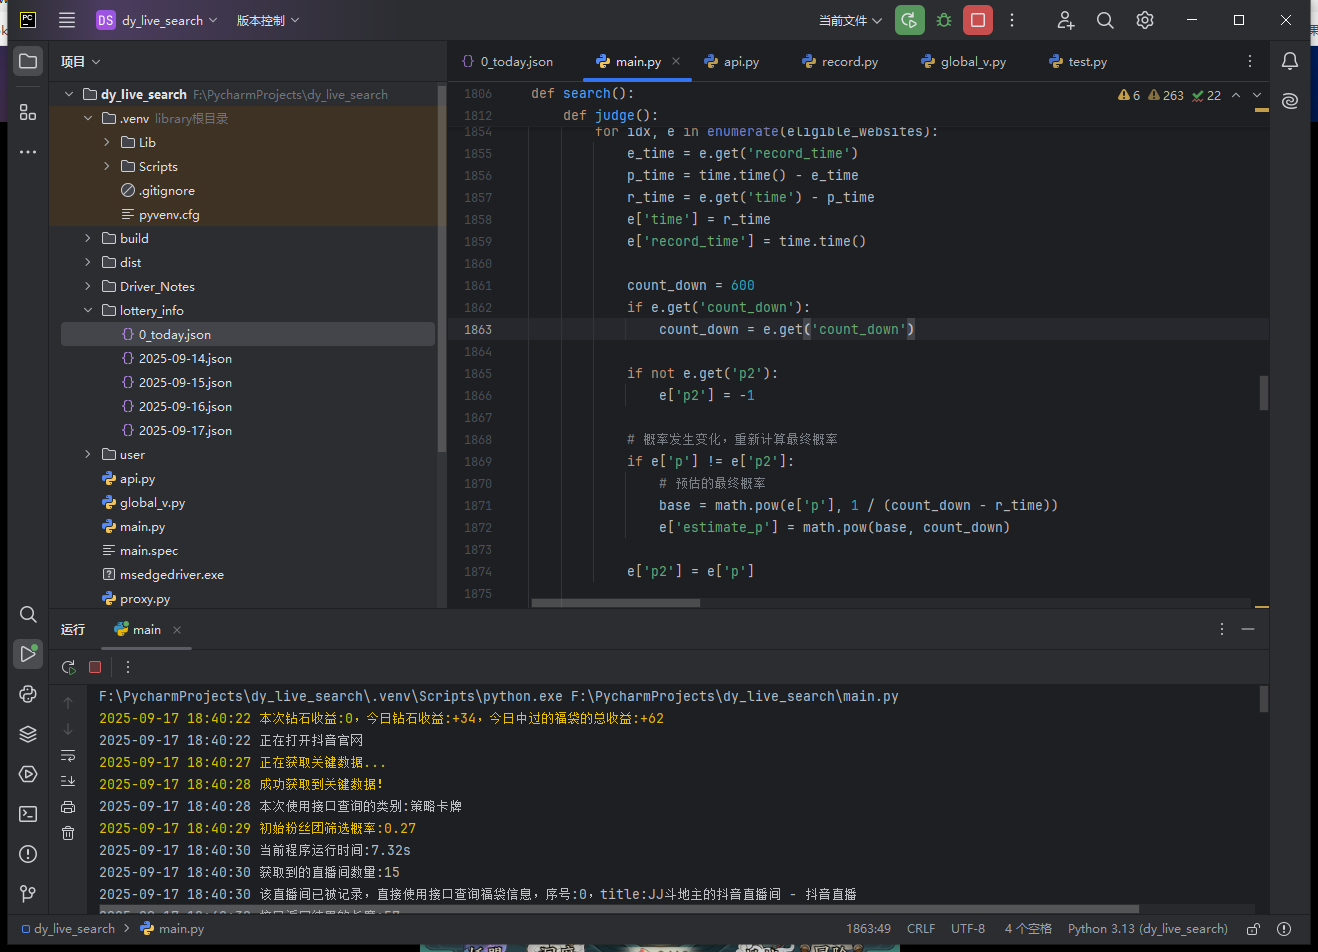 PC
DS dy_live_search 版本控制 当前文件
项目
0_today.json main.py api.py record.py global_v.py test.py
dy_live_search F:\PycharmProjects\dy_live_search
.venv library根目录
Lib
Scripts
.gitignore
pyvenv.cfg
build
dist
Driver_Notes
lottery_info
0_today.json
2025-09-14.json
2025-09-15.json
2025-09-16.json
2025-09-17.json
user
api.py
global_v.py
main.py
main.spec
msedgedriver.exe
proxy.py
6 263 22
1806 def search():
1812 def judge():
1854 for idx, e in enumerate(eligible_websites):
1855 e_time = e.get('record_time')
1856 p_time = time.time() - e_time
1857 r_time = e.get('time') - p_time
1858 e['time'] = r_time
1859 e['record_time'] = time.time()
1860
1861 count_down = 600
1862 if e.get('count_down'):
1863 count_down = e.get('count_down')
1864
1865 if not e.get('p2'):
1866 e['p2'] = -1
1867
1868 # 概率发生变化，重新计算最终概率
1869 if e['p'] != e['p2']:
1870 # 预估的最终概率
1871 base = math.pow(e['p'], 1 / (count_down - r_time))
1872 e['estimate_p'] = math.pow(base, count_down)
1873
1874 e['p2'] = e['p']
1875
运行 main
F:\PycharmProjects\dy_live_search\.venv\Scripts\python.exe F:\PycharmProjects\dy_live_search\main.py
2025-09-17 18:40:22 本次钻石收益:0，今日钻石收益:+34，今日中过的福袋的总收益:+62
2025-09-17 18:40:22 正在打开抖音官网
2025-09-17 18:40:27 正在获取关键数据...
2025-09-17 18:40:28 成功获取到关键数据!
2025-09-17 18:40:28 本次使用接口查询的类别:策略卡牌
2025-09-17 18:40:29 初始粉丝团筛选概率:0.27
2025-09-17 18:40:30 当前程序运行时间:7.32s
2025-09-17 18:40:30 获取到的直播间数量:15
2025-09-17 18:40:30 该直播间已被记录，直接使用接口查询福袋信息，序号:0，title:JJ斗地主的抖音直播间 - 抖音直播
dy_live_search main.py 1863:49 CRLF UTF-8 4 个空格 Python 3.13 (dy_live_search)